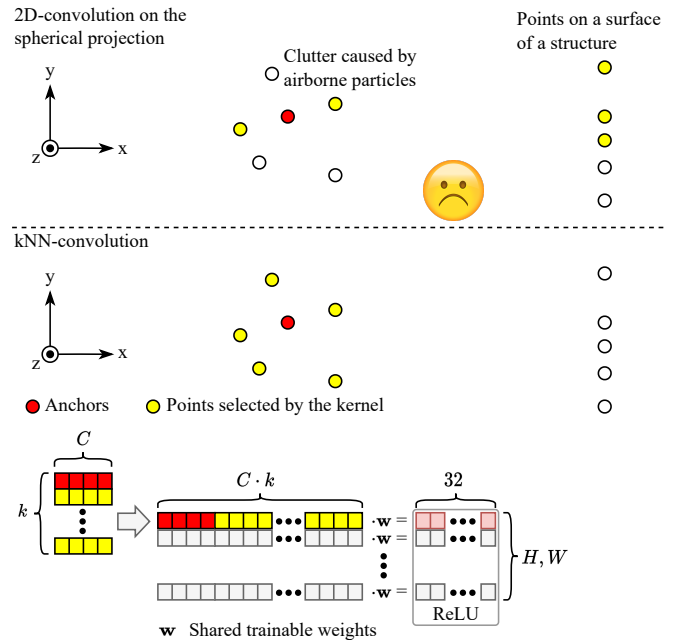 2D-convolution on the
spherical projection
Clutter caused by
airborne particles
Points on a surface
of a structure
y
x
z
kNN-convolution
y
x
z
Anchors
Points selected by the kernel
C
k
C · k
32
·w =
·w =
·w =
H, W
ReLU
w Shared trainable weights